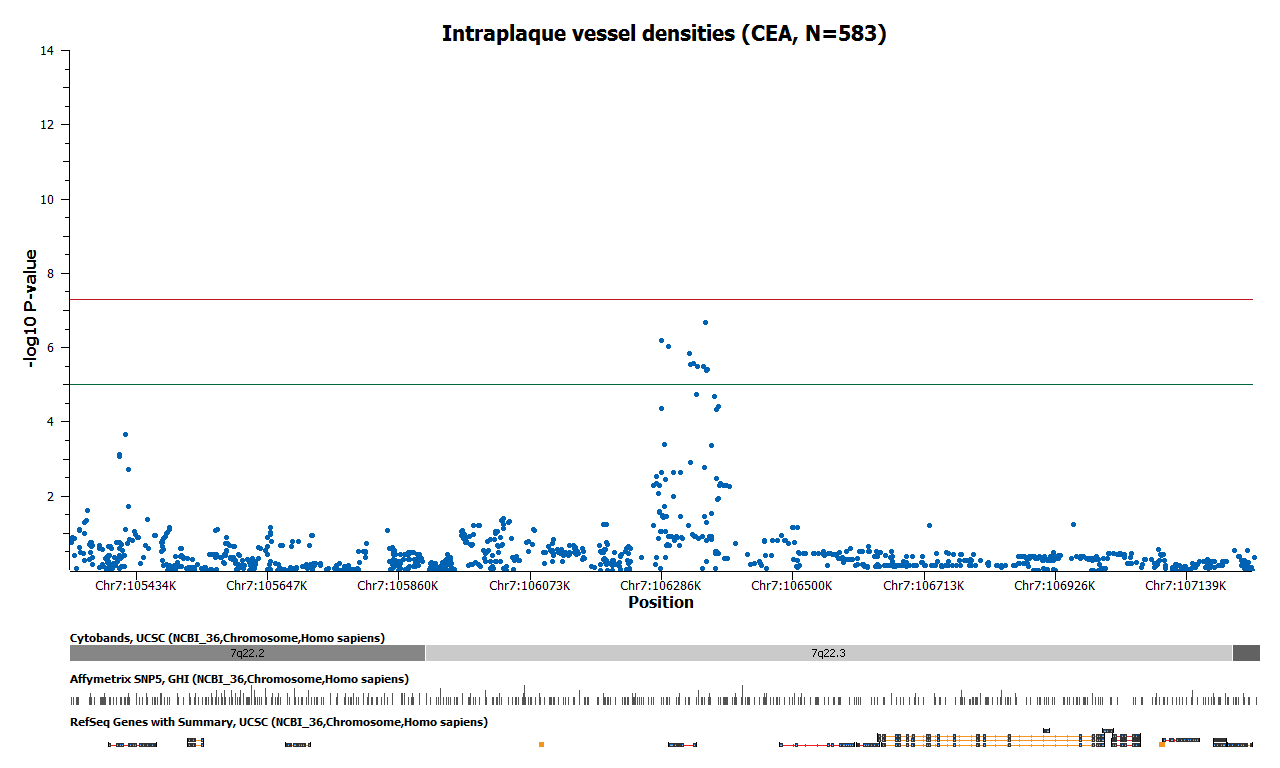 Intraplaque vessel densities (CEA, N=583)
14
12
10
8
6
4
2
-log10 P-value
Chr7:105434K Chr7:105647K Chr7:105860K Chr7:106073K Chr7:106286K Chr7:106500K Chr7:106713K Chr7:106926K Chr7:107139K
Position
Cytobands, UCSC (NCBI_36,Chromosome,Homo sapiens)
7q22.2 7q22.3
Affymetrix SNP5, GHI (NCBI_36,Chromosome,Homo sapiens)
RefSeq Genes with Summary, UCSC (NCBI_36,Chromosome,Homo sapiens)